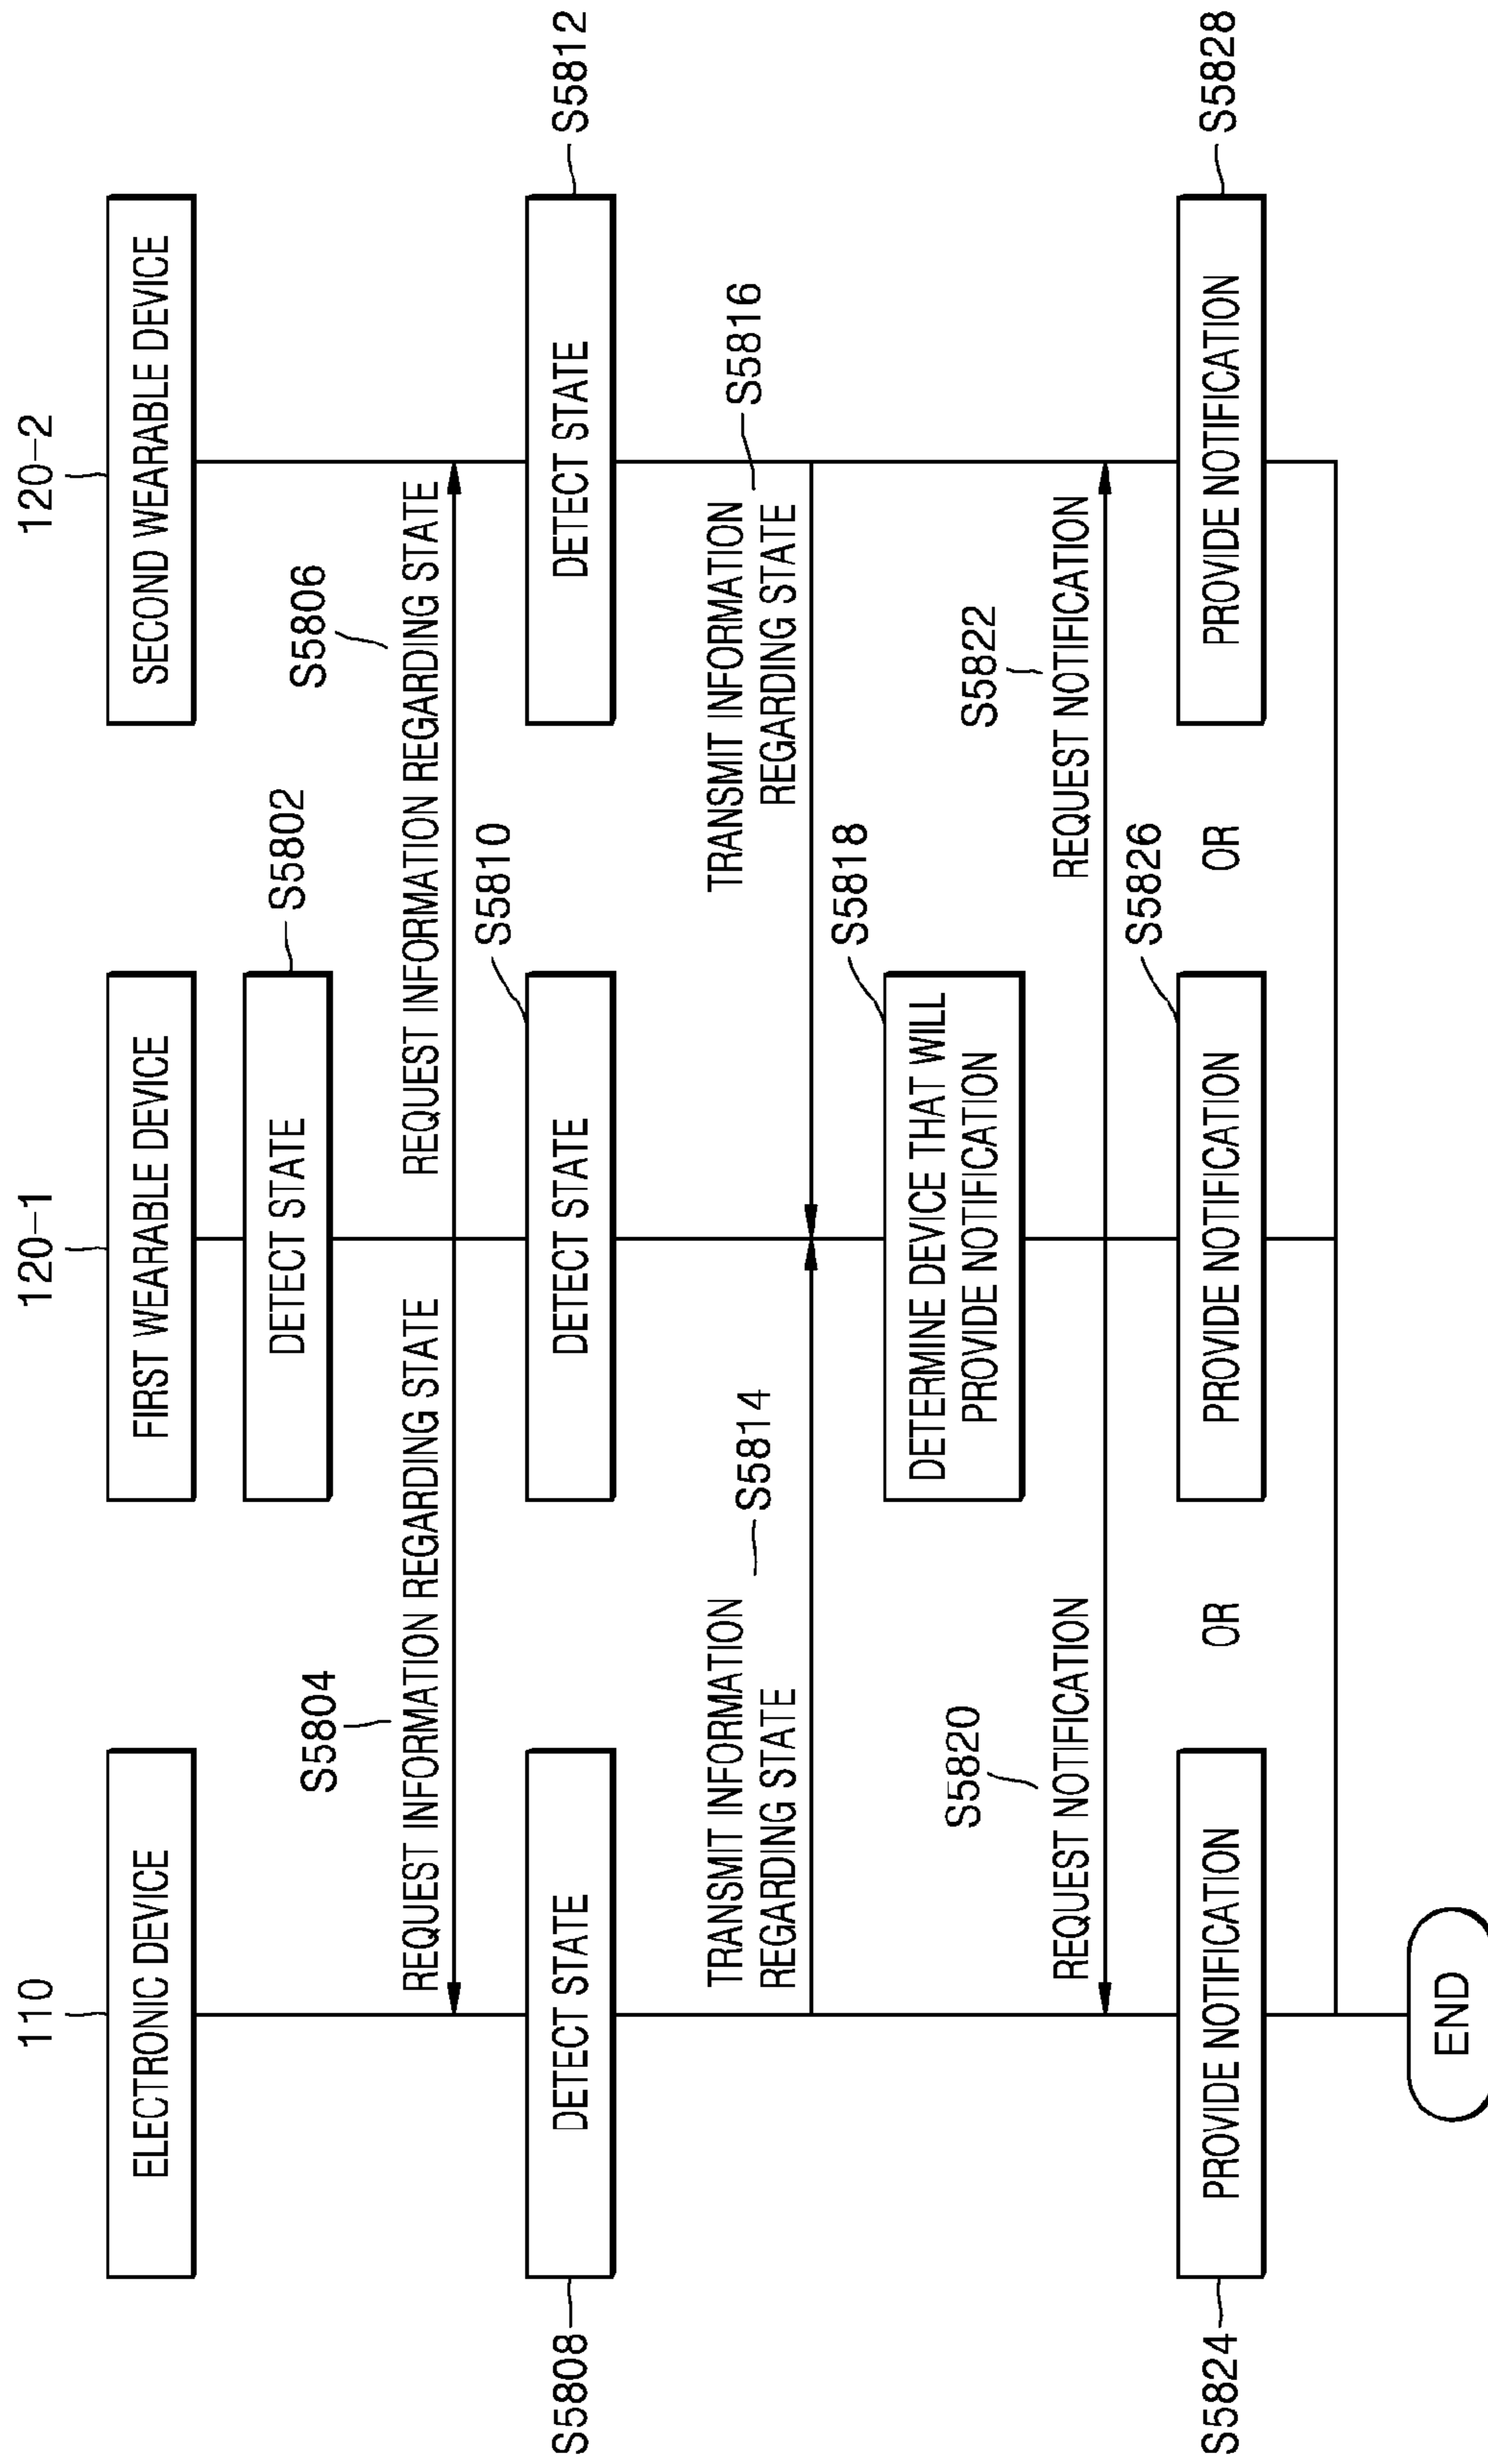 110
120-1
120-2
ELECTRONIC DEVICE
FIRST WEARABLE DEVICE
SECOND WEARABLE DEVICE
DETECT STATE
S5802
S5804
REQUEST INFORMATION REGARDING STATE
S5806
REQUEST INFORMATION REGARDING STATE
S5808
DETECT STATE
S5810
DETECT STATE
DETECT STATE
S5812
TRANSMIT INFORMATION
REGARDING STATE
S5814
TRANSMIT INFORMATION
REGARDING STATE
S5816
S5818
DETERMINE DEVICE THAT WILL
PROVIDE NOTIFICATION
S5820
REQUEST NOTIFICATION
S5822
REQUEST NOTIFICATION
S5824
PROVIDE NOTIFICATION
OR
S5826
PROVIDE NOTIFICATION
OR
PROVIDE NOTIFICATION
S5828
END